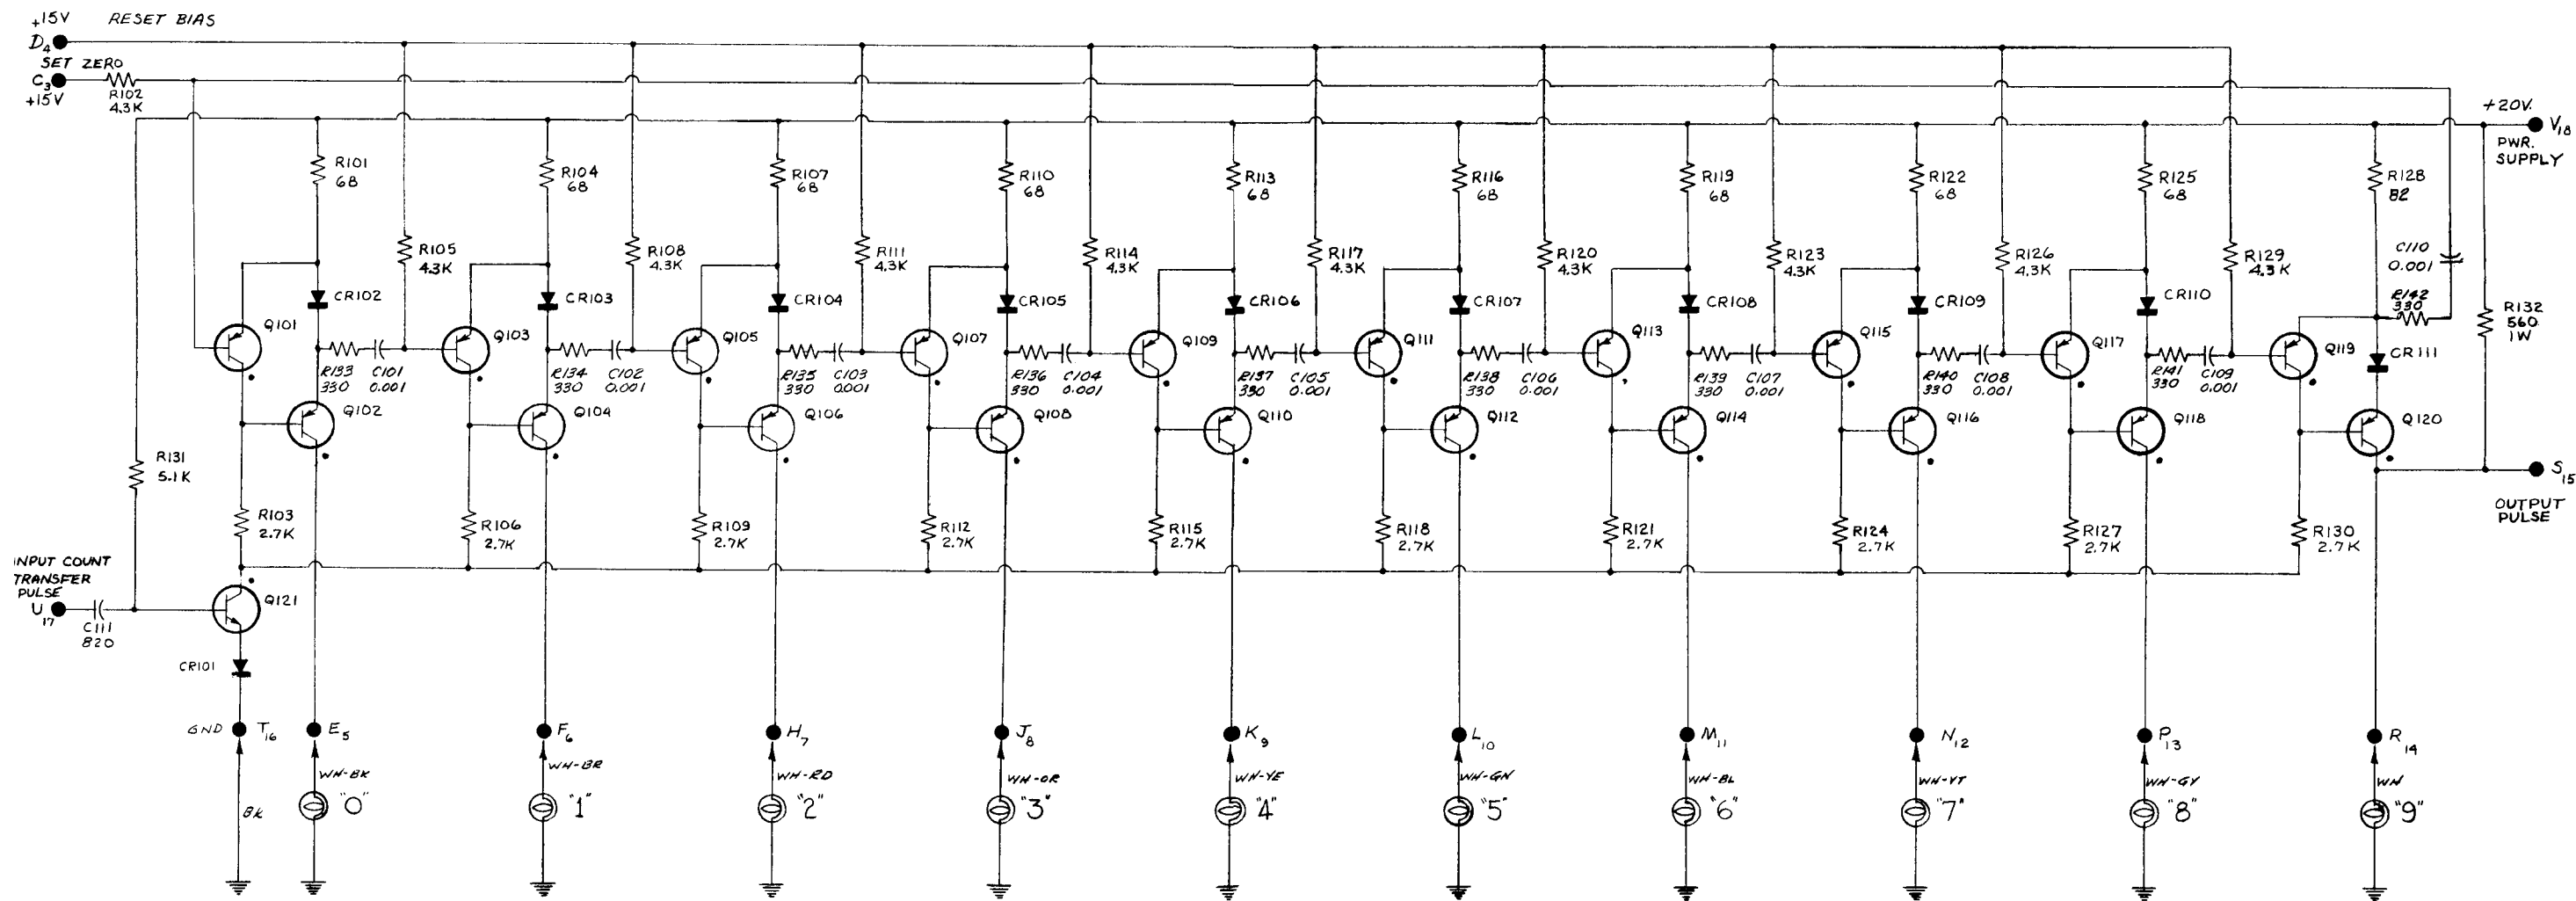 +15V RESET BIAS
D4
SET ZERO
C3
+15V
R102
4.3K
+20V.
V18
PWR.
SUPPLY
R101
68
R104
68
R107
68
R110
68
R113
68
R116
68
R119
68
R122
68
R125
68
R128
82
R105
4.3K
R108
4.3K
R111
4.3K
R114
4.3K
R117
4.3K
R120
4.3K
R123
4.3K
R126
4.3K
R129
4.3K
C110
0.001
R142
330
R132
560
1W
CR102
CR103
CR104
CR105
CR106
CR107
CR108
CR109
CR110
CR111
Q101
Q103
Q105
Q107
Q109
Q111
Q113
Q115
Q117
Q119
R133
330
C101
0.001
R134
330
C102
0.001
R135
330
C103
0.001
R136
330
C104
0.001
R137
330
C105
0.001
R138
330
C106
0.001
R139
330
C107
0.001
R140
330
C108
0.001
R141
330
C109
0.001
Q102
Q104
Q106
Q108
Q110
Q112
Q114
Q116
Q118
Q120
R131
5.1K
S15
OUTPUT
PULSE
R103
2.7K
R106
2.7K
R109
2.7K
R112
2.7K
R115
2.7K
R118
2.7K
R121
2.7K
R124
2.7K
R127
2.7K
R130
2.7K
INPUT COUNT
TRANSFER
PULSE
U17
C111
820
Q121
CR101
GND T16
E5
F6
H7
J8
K9
L10
M11
N12
P13
R14
BK
WH-BK
WH-BR
WH-RD
WH-OR
WH-YE
WH-GN
WH-BL
WH-VT
WH-GY
WH
"0"
"1"
"2"
"3"
"4"
"5"
"6"
"7"
"8"
"9"